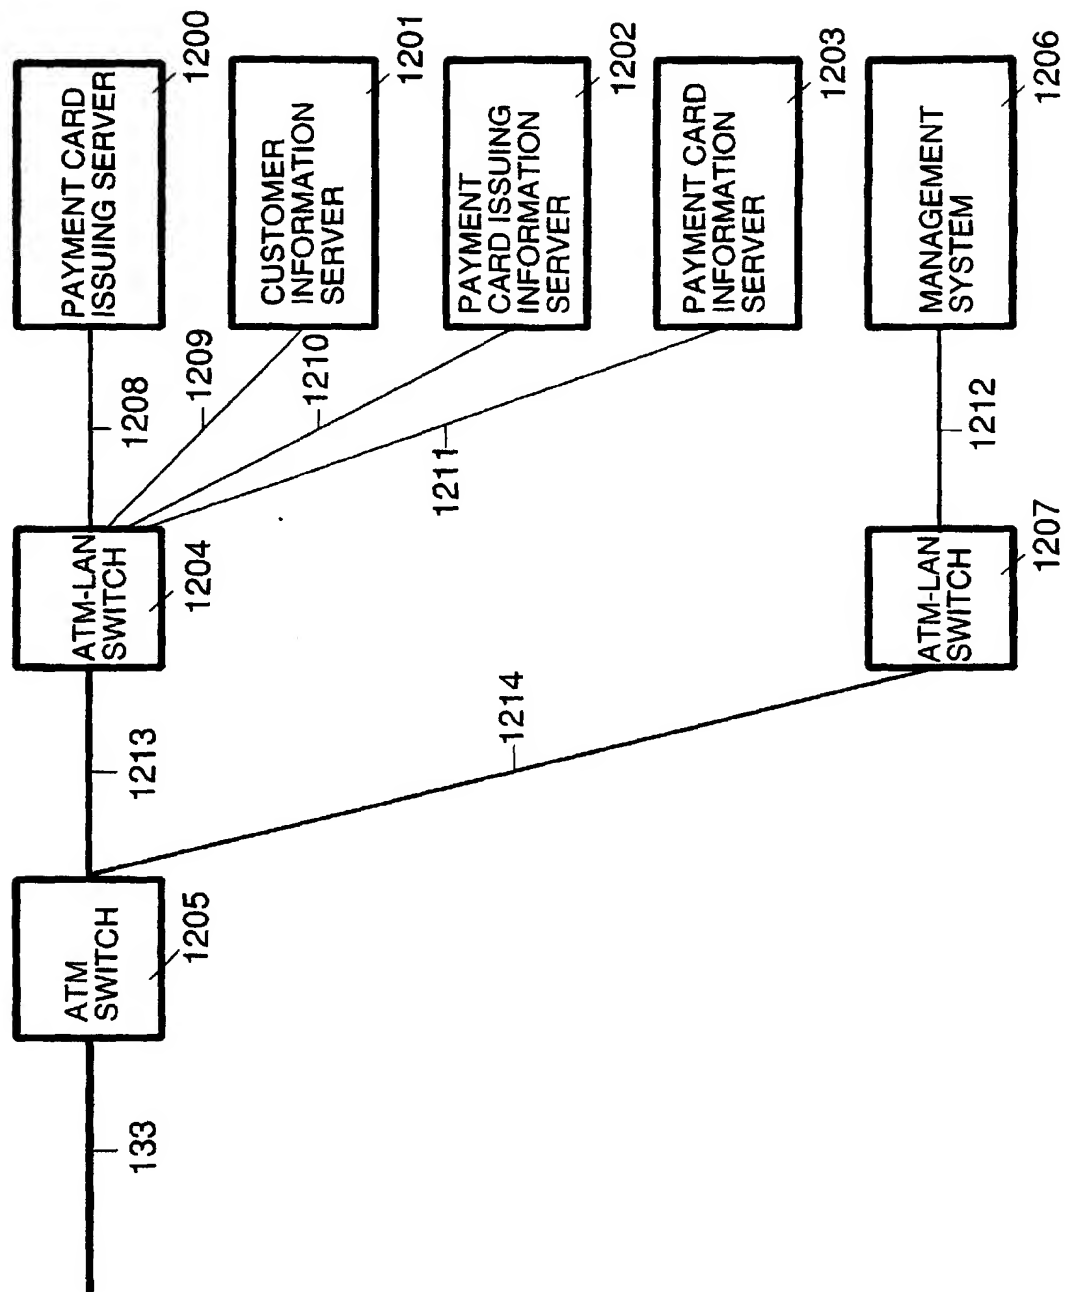 PAYMENT CARD
ISSUING SERVER
1200
CUSTOMER
INFORMATION
SERVER
1201
PAYMENT
CARD ISSUING
INFORMATION
SERVER
1202
PAYMENT CARD
INFORMATION
SERVER
1203
MANAGEMENT
SYSTEM
1206
1208
1209
1210
1211
1212
ATM-LAN
SWITCH
1204
ATM-LAN
SWITCH
1207
1213
1214
ATM
SWITCH
1205
133